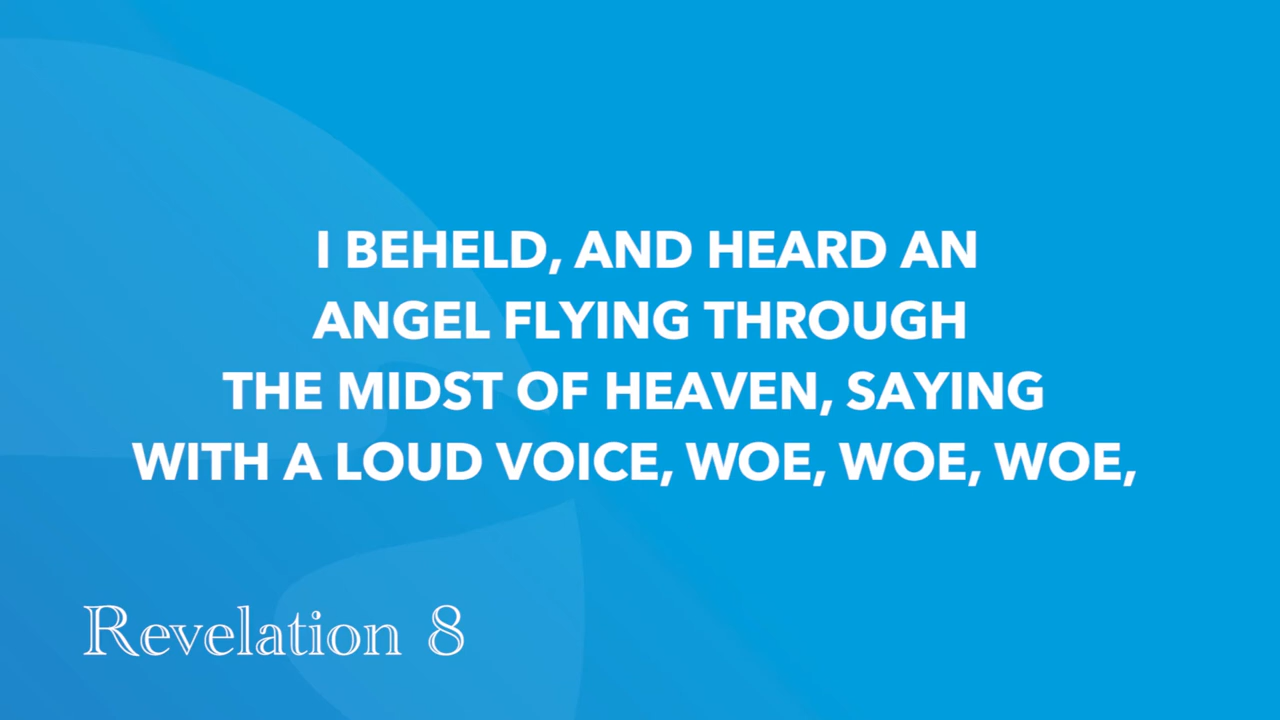 I BEHELD, AND HEARD AN
ANGEL FLYING THROUGH
THE MIDST OF HEAVEN, SAYING
WITH A LOUD VOICE, WOE, WOE, WOE,
Revelation 8